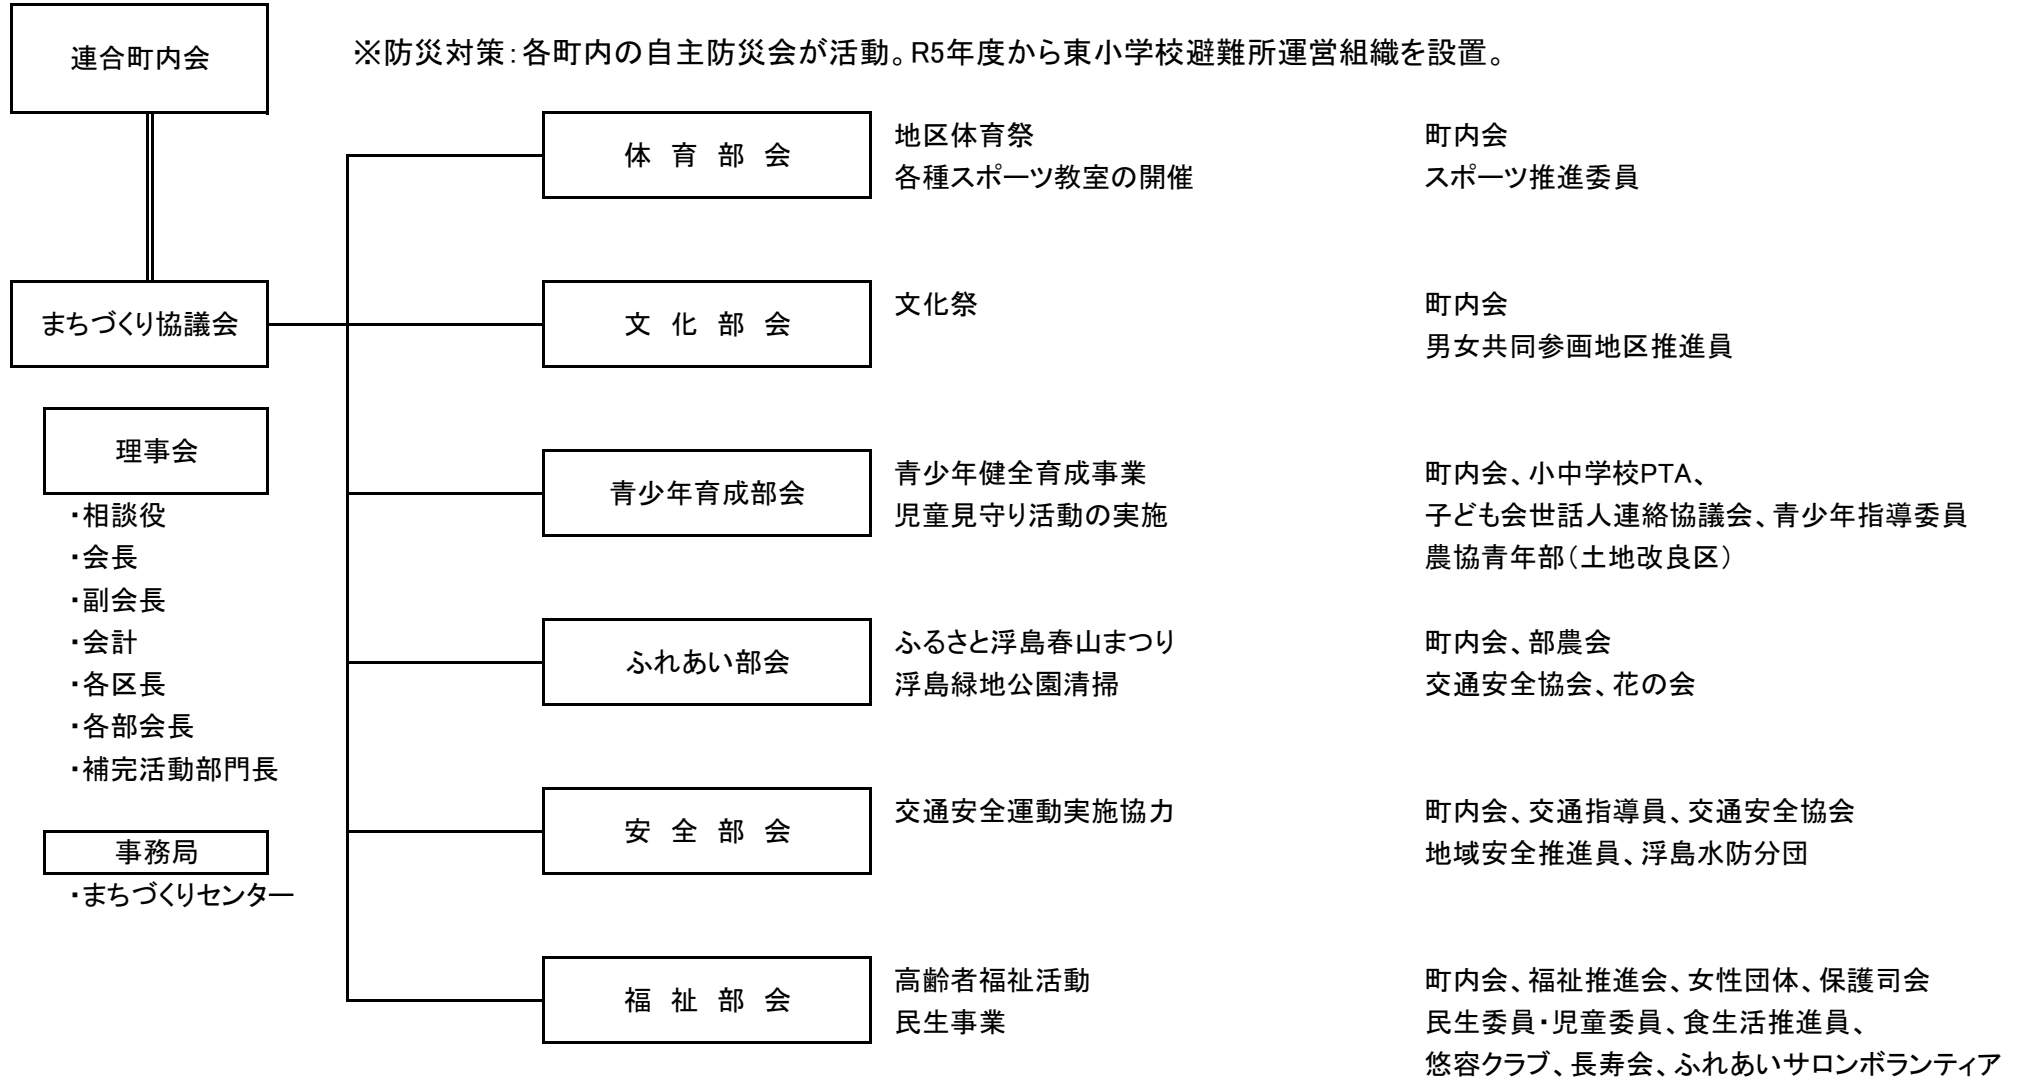 連合町内会
※防災対策：各町内の自主防災会が活動。R5年度から東小学校避難所運営組織を設置。
体 育 部 会
地区体育祭
各種スポーツ教室の開催
町内会
スポーツ推進委員
まちづくり協議会
文 化 部 会
文化祭
町内会
男女共同参画地区推進員
理事会
・相談役
・会長
・副会長
・会計
・各区長
・各部会長
・補完活動部門長
青少年育成部会
青少年健全育成事業
児童見守り活動の実施
町内会、小中学校PTA、
子ども会世話人連絡協議会、青少年指導委員
農協青年部（土地改良区）
ふれあい部会
ふるさと浮島春山まつり
浮島緑地公園清掃
町内会、部農会
交通安全協会、花の会
事務局
・まちづくりセンター
安 全 部 会
交通安全運動実施協力
町内会、交通指導員、交通安全協会
地域安全推進員、浮島水防分団
福 祉 部 会
高齢者福祉活動
民生事業
町内会、福祉推進会、女性団体、保護司会
民生委員・児童委員、食生活推進員、
悠容クラブ、長寿会、ふれあいサロンボランティア